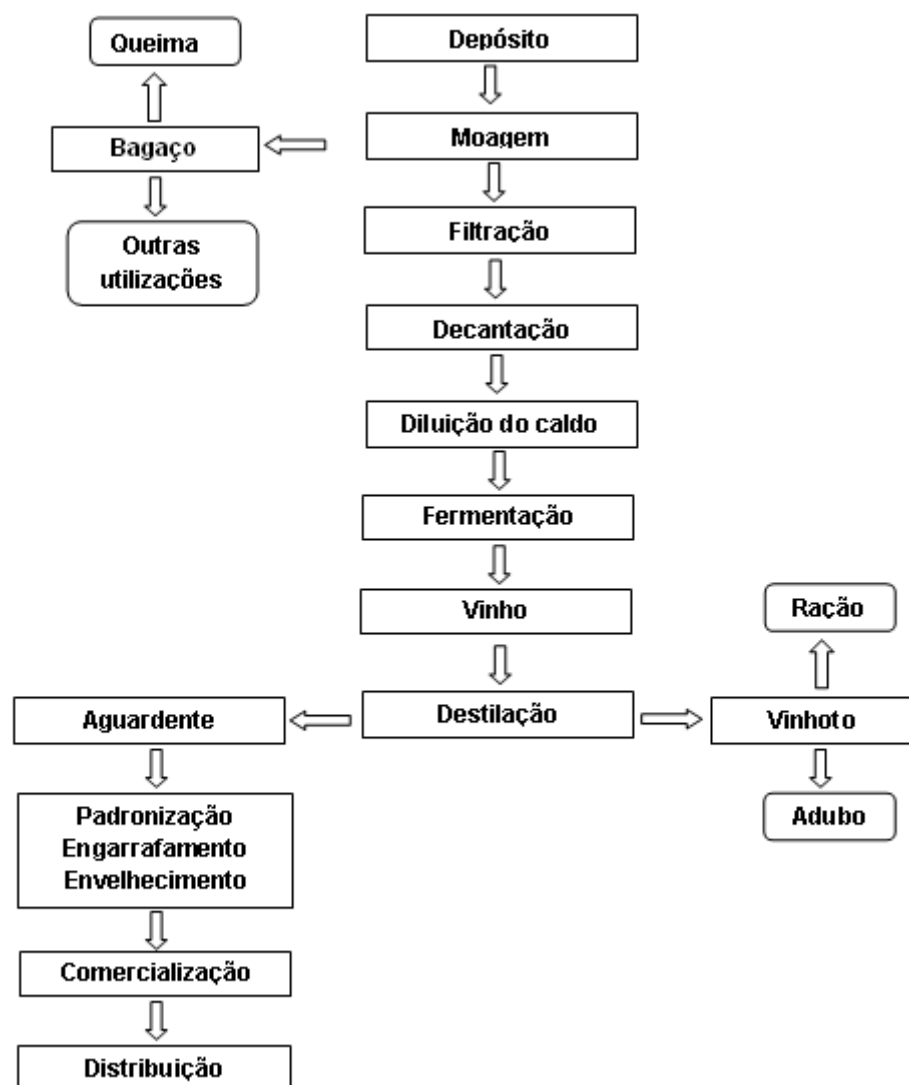 Queima
Depósito
Bagaço
Moagem
Outras
utilizações
Filtração
Decantação
Diluição do caldo
Fermentação
Vinho
Ração
Aguardente
Destilação
Vinhoto
Adubo
Padronização
Engarrafamento
Envelhecimento
Comercialização
Distribuição